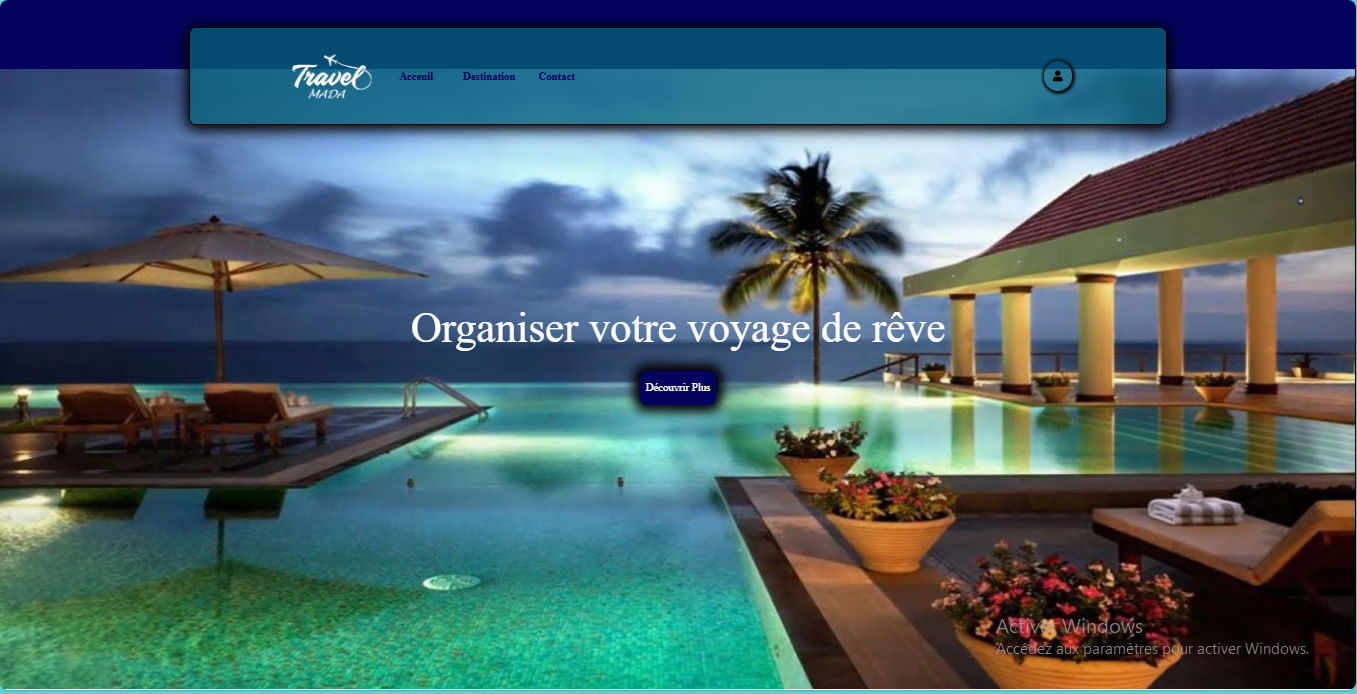 Travel
MADA
Acceuil Destination Contact
Organiser votre voyage de rêve
Découvrir Plus
Activer Windows
Accédez aux paramètres pour activer Windows.